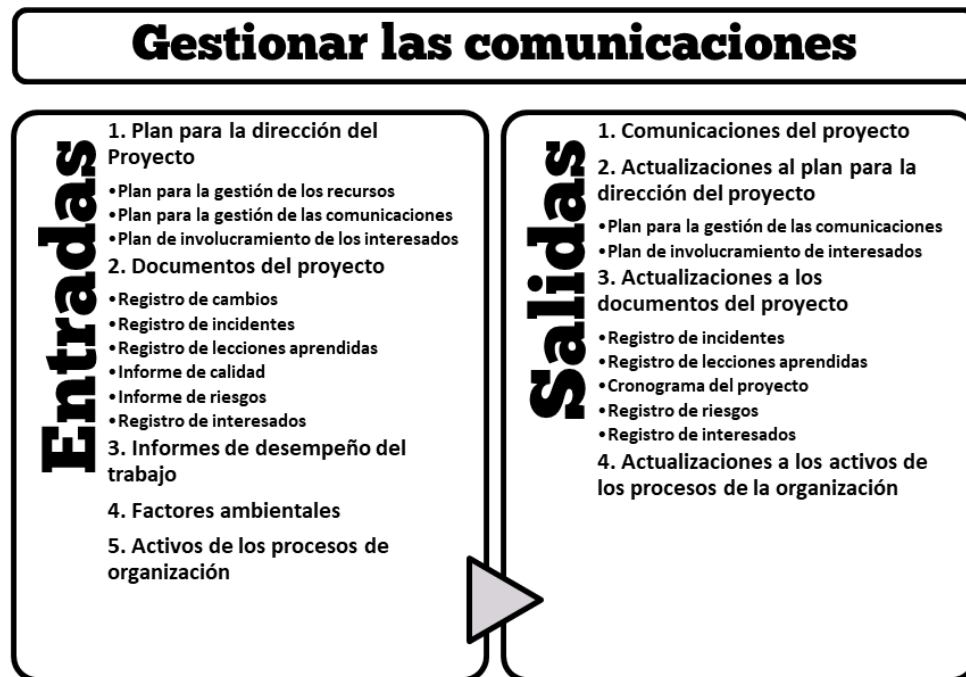 Gestionar las comunicaciones
Entradas
1. Plan para la dirección del
Proyecto
•Plan para la gestión de los recursos
•Plan para la gestión de las comunicaciones
•Plan de involucramiento de los interesados
2. Documentos del proyecto
•Registro de cambios
•Registro de incidentes
•Registro de lecciones aprendidas
•Informe de calidad
•Informe de riesgos
•Registro de interesados
3. Informes de desempeño del
trabajo
4. Factores ambientales
5. Activos de los procesos de
organización
Salidas
1. Comunicaciones del proyecto
2. Actualizaciones al plan para la
dirección del proyecto
•Plan para la gestión de las comunicaciones
•Plan de involucramiento de interesados
3. Actualizaciones a los
documentos del proyecto
•Registro de incidentes
•Registro de lecciones aprendidas
•Cronograma del proyecto
•Registro de riesgos
•Registro de interesados
4. Actualizaciones a los activos de
los procesos de la organización